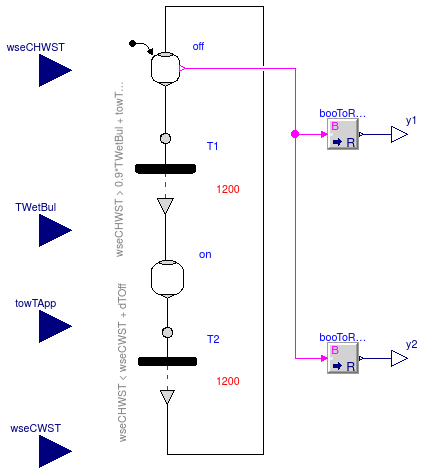 wseCHWST
off
wseCHWST > 0.9*TWetBul + towT...
booToR...
y1
B
R
T1
1200
TWetBul
on
towTApp
wseCHWST < wseCWST + dTOff
T2
booToR...
y2
B
R
1200
wseCWST